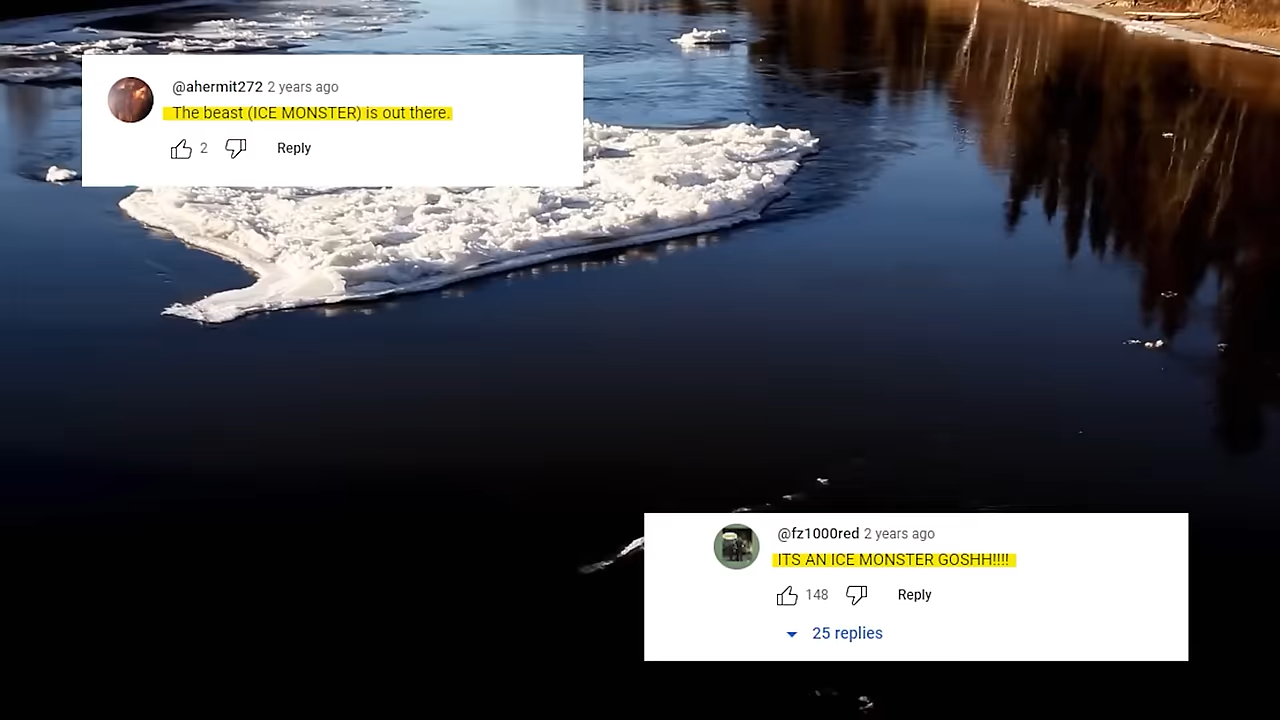 @ahermit272 2 years ago
The beast (ICE MONSTER) is out there.
2 Reply
@fz1000red 2 years ago
ITS AN ICE MONSTER GOSHH!!!!
148 Reply
25 replies